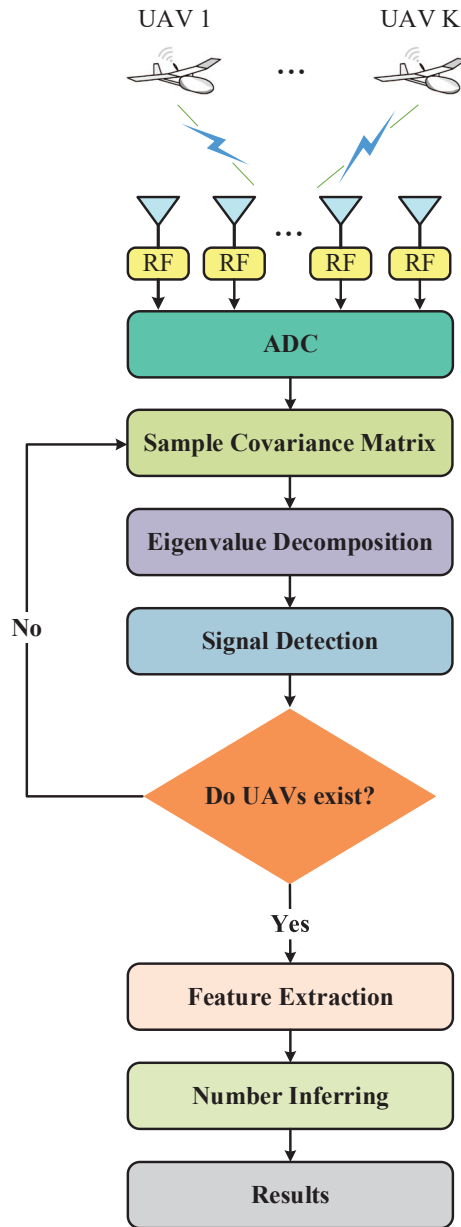 UAV 1
...
UAV K
...
RF
RF
RF
RF
ADC
Sample Covariance Matrix
Eigenvalue Decomposition
No
Signal Detection
Do UAVs exist?
Yes
Feature Extraction
Number Inferring
Results